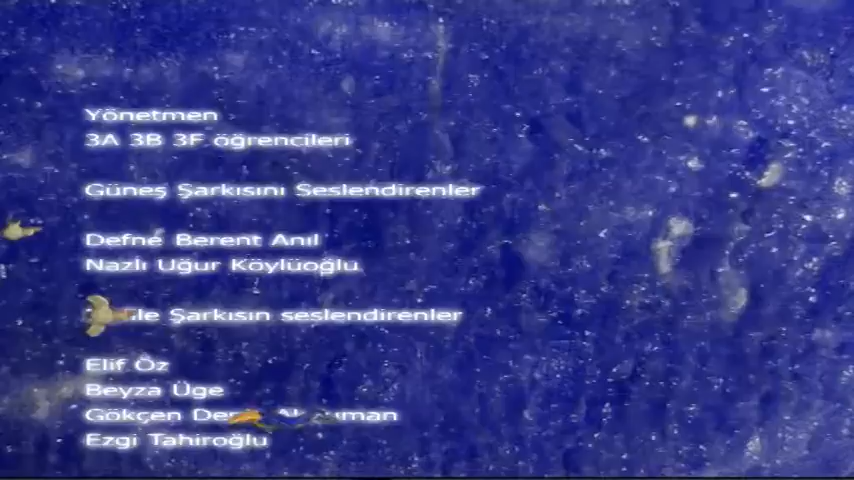 Yönetmen
3A 3B 3F öğrencileri
Güneş Şarkısını Seslendirenler
Defne Berent Anıl
Nazlı Uğur Köylüoğlu
Şarkısın seslendirenler
Elif Öz
Beyza Üge
Gökçen
Ezgi Tahiroğlu